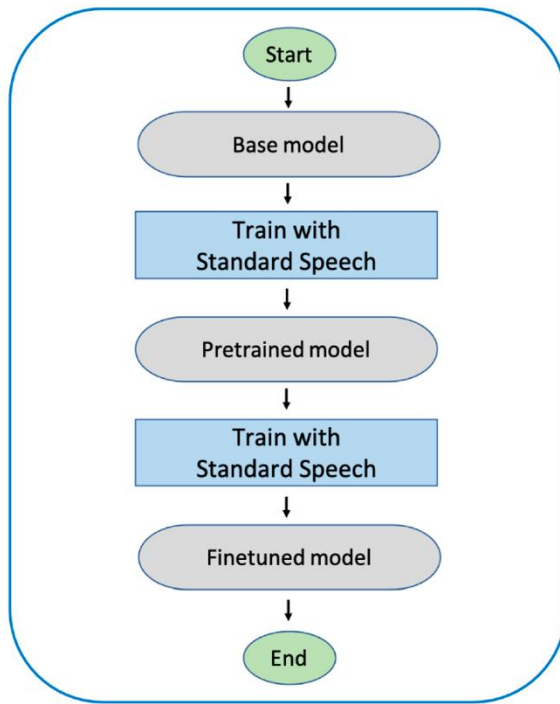 Start
Base model
Train with
Standard Speech
Pretrained model
Train with
Standard Speech
Finetuned model
End